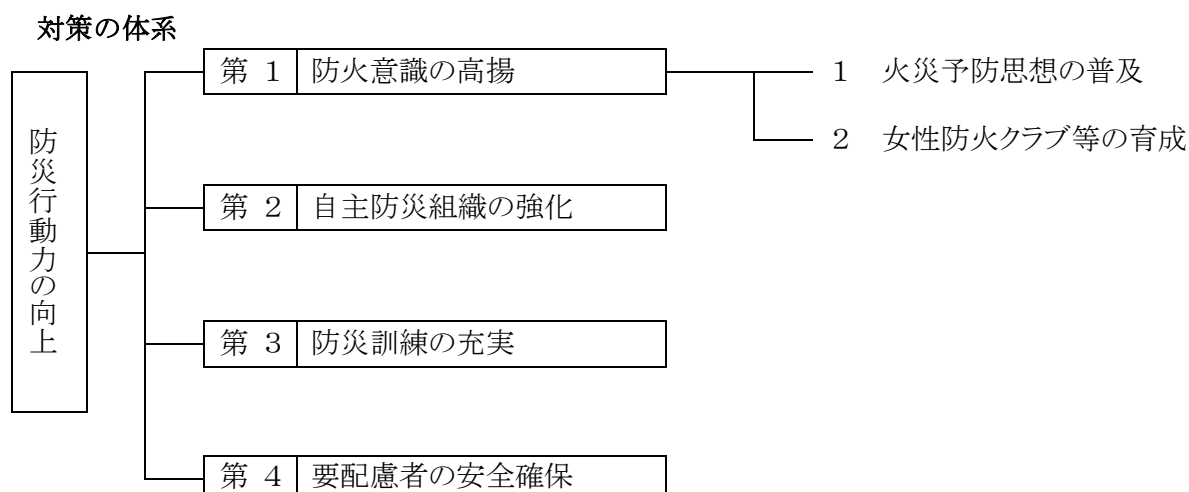 対策の体系
防災行動力の向上
第 1 防火意識の高揚
1 火災予防思想の普及
2 女性防火クラブ等の育成
第 2 自主防災組織の強化
第 3 防災訓練の充実
第 4 要配慮者の安全確保